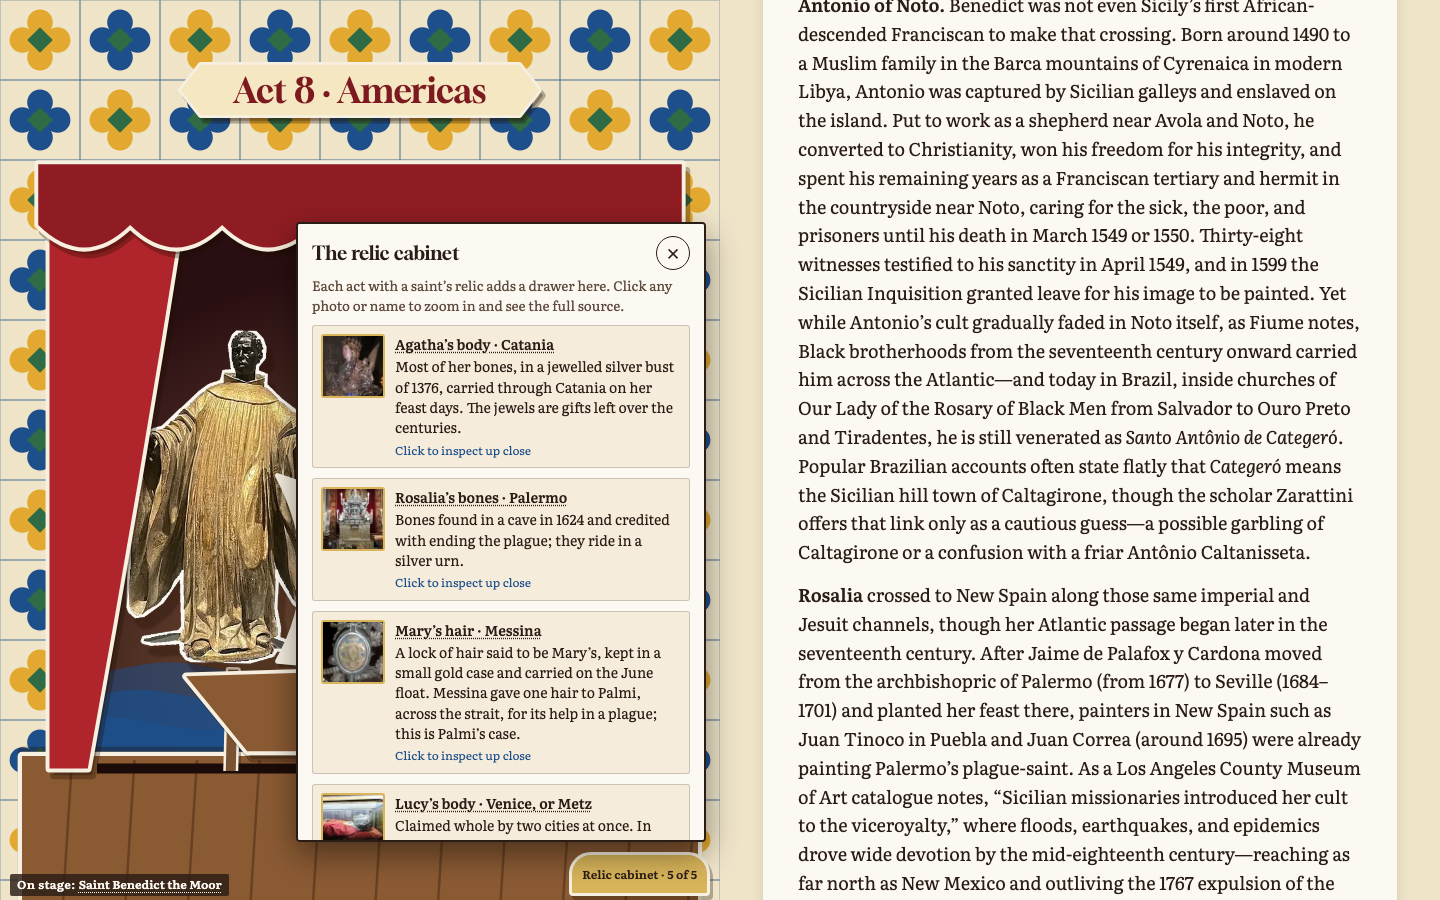 Act 8 · Americas
The relic cabinet
×
Each act with a saint’s relic adds a drawer here. Click any
photo or name to zoom in and see the full source.
Agatha’s body · Catania
Most of her bones, in a jewelled silver bust
of 1376, carried through Catania on her
feast days. The jewels are gifts left over the
centuries.
Click to inspect up close
Rosalia’s bones · Palermo
Bones found in a cave in 1624 and credited
with ending the plague; they ride in a
silver urn.
Click to inspect up close
Mary’s hair · Messina
A lock of hair said to be Mary’s, kept in a
small gold case and carried on the June
float. Messina gave one hair to Palmi,
across the strait, for its help in a plague;
this is Palmi’s case.
Click to inspect up close
Lucy’s body · Venice, or Metz
Claimed whole by two cities at once. In
Relic cabinet · 5 of 5
On stage: Saint Benedict the Moor
Antonio of Noto. Benedict was not even Sicily’s first African-
descended Franciscan to make that crossing. Born around 1490 to
a Muslim family in the Barca mountains of Cyrenaica in modern
Libya, Antonio was captured by Sicilian galleys and enslaved on
the island. Put to work as a shepherd near Avola and Noto, he
converted to Christianity, won his freedom for his integrity, and
spent his remaining years as a Franciscan tertiary and hermit in
the countryside near Noto, caring for the sick, the poor, and
prisoners until his death in March 1549 or 1550. Thirty-eight
witnesses testified to his sanctity in April 1549, and in 1599 the
Sicilian Inquisition granted leave for his image to be painted. Yet
while Antonio’s cult gradually faded in Noto itself, as Fiume notes,
Black brotherhoods from the seventeenth century onward carried
him across the Atlantic—and today in Brazil, inside churches of
Our Lady of the Rosary of Black Men from Salvador to Ouro Preto
and Tiradentes, he is still venerated as Santo Antônio de Categeró.
Popular Brazilian accounts often state flatly that Categeró means
the Sicilian hill town of Caltagirone, though the scholar Zarattini
offers that link only as a cautious guess—a possible garbling of
Caltagirone or a confusion with a friar Antônio Caltanisseta.
Rosalia crossed to New Spain along those same imperial and
Jesuit channels, though her Atlantic passage began later in the
seventeenth century. After Jaime de Palafox y Cardona moved
from the archbishopric of Palermo (from 1677) to Seville (1684–
1701) and planted her feast there, painters in New Spain such as
Juan Tinoco in Puebla and Juan Correa (around 1695) were already
painting Palermo’s plague-saint. As a Los Angeles County Museum
of Art catalogue notes, “Sicilian missionaries introduced her cult
to the viceroyalty,” where floods, earthquakes, and epidemics
drove wide devotion by the mid-eighteenth century—reaching as
far north as New Mexico and outliving the 1767 expulsion of the